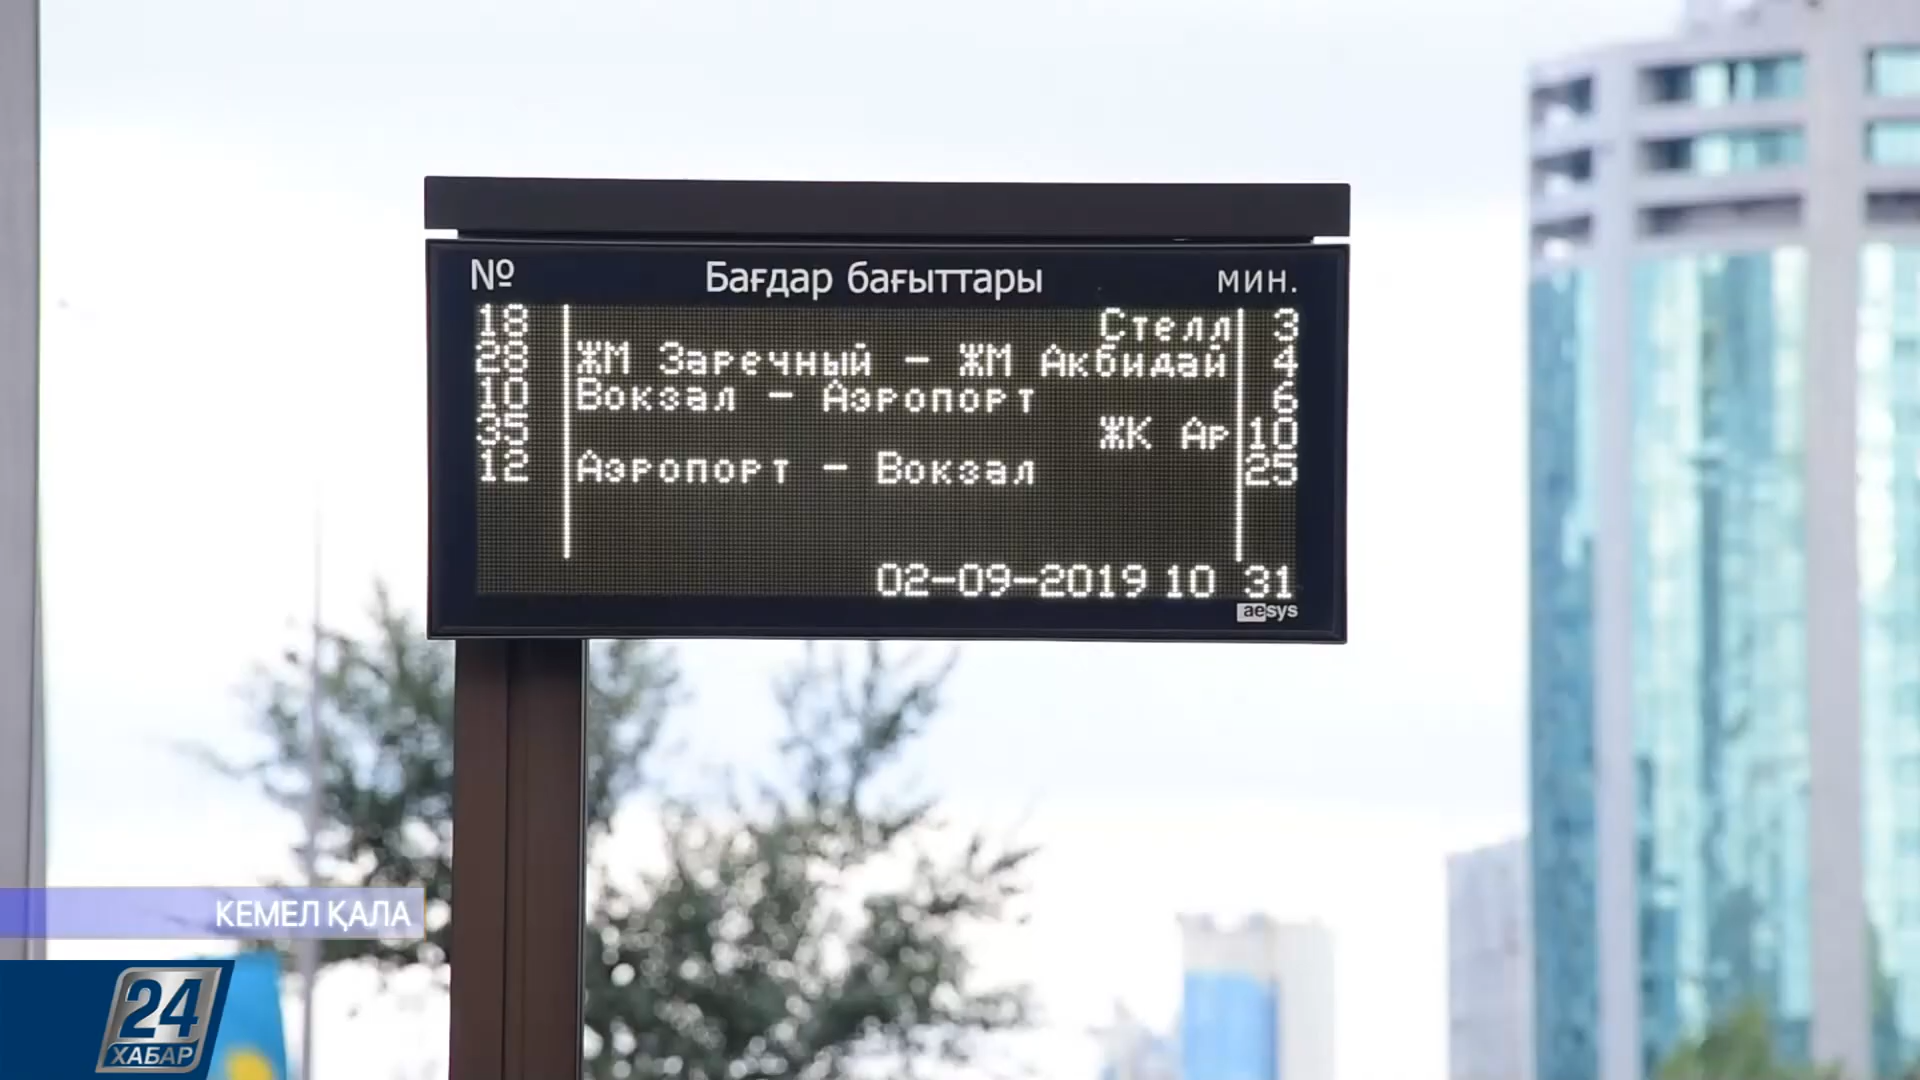 № Бағдар бағыттары мин.
18 Стелл 3
28 ЖМ Заречный - ЖМ Акбидай 4
10 Вокзал - Аэропорт 6
35 ЖК Ар 10
12 Аэропорт - Вокзал 25
02-09-2019 10 31
aesys
КЕМЕЛ ҚАЛА
24
ХАБАР